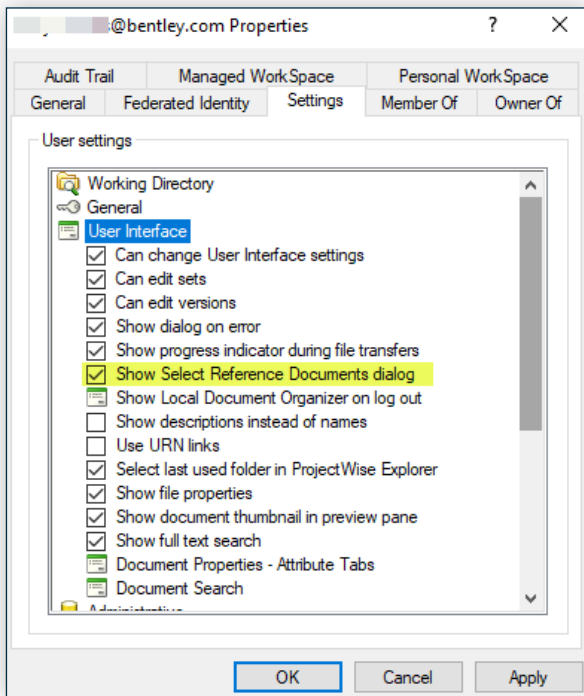 @bentley.com Properties
?
Audit Trail
Managed WorkSpace
Personal WorkSpace
General
Federated Identity
Settings
Member Of
Owner Of
User settings
Working Directory
General
User Interface
Can change User Interface settings
Can edit sets
Can edit versions
Show dialog on error
Show progress indicator during file transfers
Show Select Reference Documents dialog
Show Local Document Organizer on log out
Show descriptions instead of names
Use URN links
Select last used folder in ProjectWise Explorer
Show file properties
Show document thumbnail in preview pane
Show full text search
Document Properties - Attribute Tabs
Document Search
Administrative
OK
Cancel
Apply